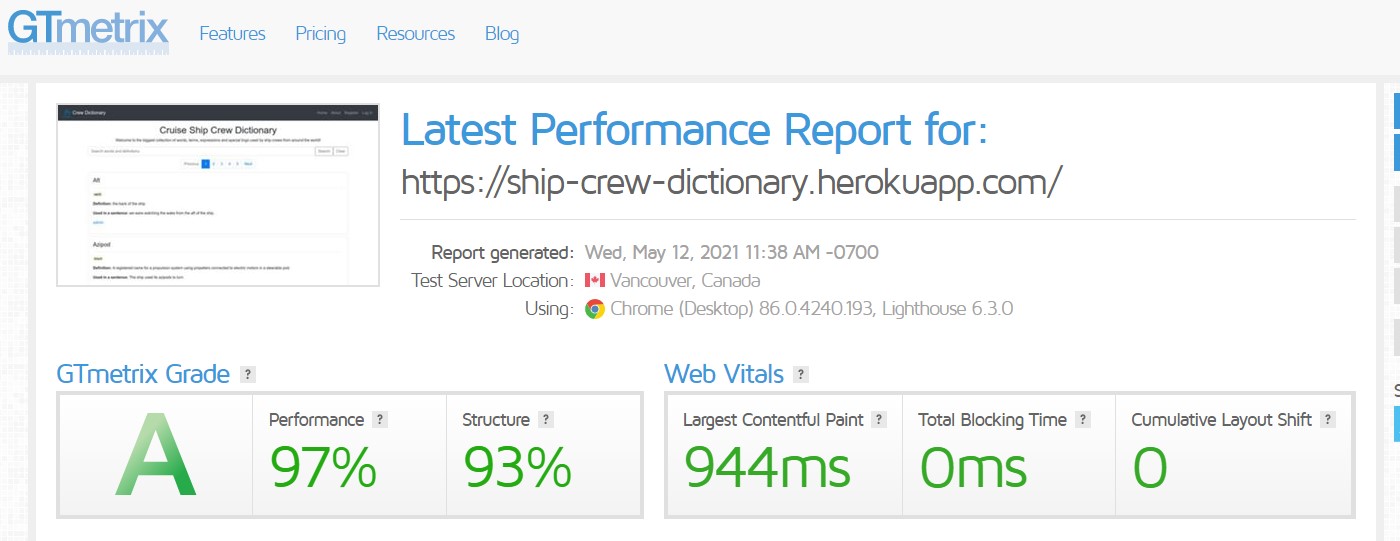 GTmetrix Features Pricing Resources Blog
Crew Dictionary Home About Register Log In
Cruise Ship Crew Dictionary
Welcome to the biggest collection of words, terms, expressions and special lingo used by ship crews from around the world!
Search words and definitions Search Clear
Previous 1 2 3 4 5 Next
Aft
Definition: the back of the ship
Used in a sentence: we were watching the wake from the aft of the ship.
admin
Azipod
Definition: A registered name for a propulsion system using propellers connected to electric motors in a steerable pod
Used in a sentence: The ship used its azipods to turn
Latest Performance Report for:
https://ship-crew-dictionary.herokuapp.com/
Report generated: Wed, May 12, 2021 11:38 AM -0700
Test Server Location: Vancouver, Canada
Using: Chrome (Desktop) 86.0.4240.193, Lighthouse 6.3.0
GTmetrix Grade ?
A
Performance ?
97%
Structure ?
93%
Web Vitals ?
Largest Contentful Paint ?
944ms
Total Blocking Time ?
0ms
Cumulative Layout Shift ?
0